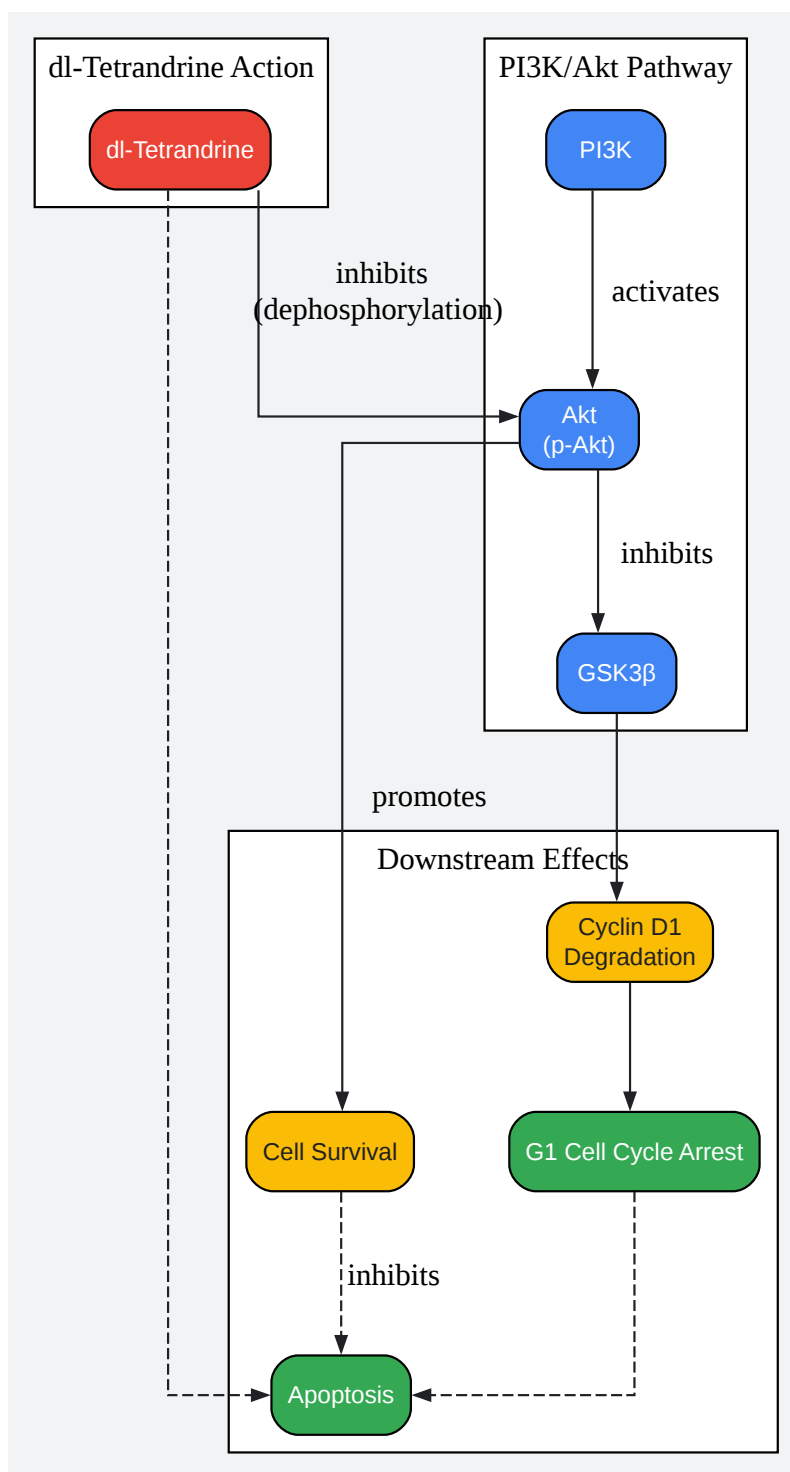 dl-Tetrandrine Action
PI3K/Akt Pathway
dl-Tetrandrine
PI3K
inhibits
(dephosphorylation)
activates
Akt
(p-Akt)
inhibits
GSK3β
promotes
Downstream Effects
Cyclin D1
Degradation
Cell Survival
G1 Cell Cycle Arrest
inhibits
Apoptosis